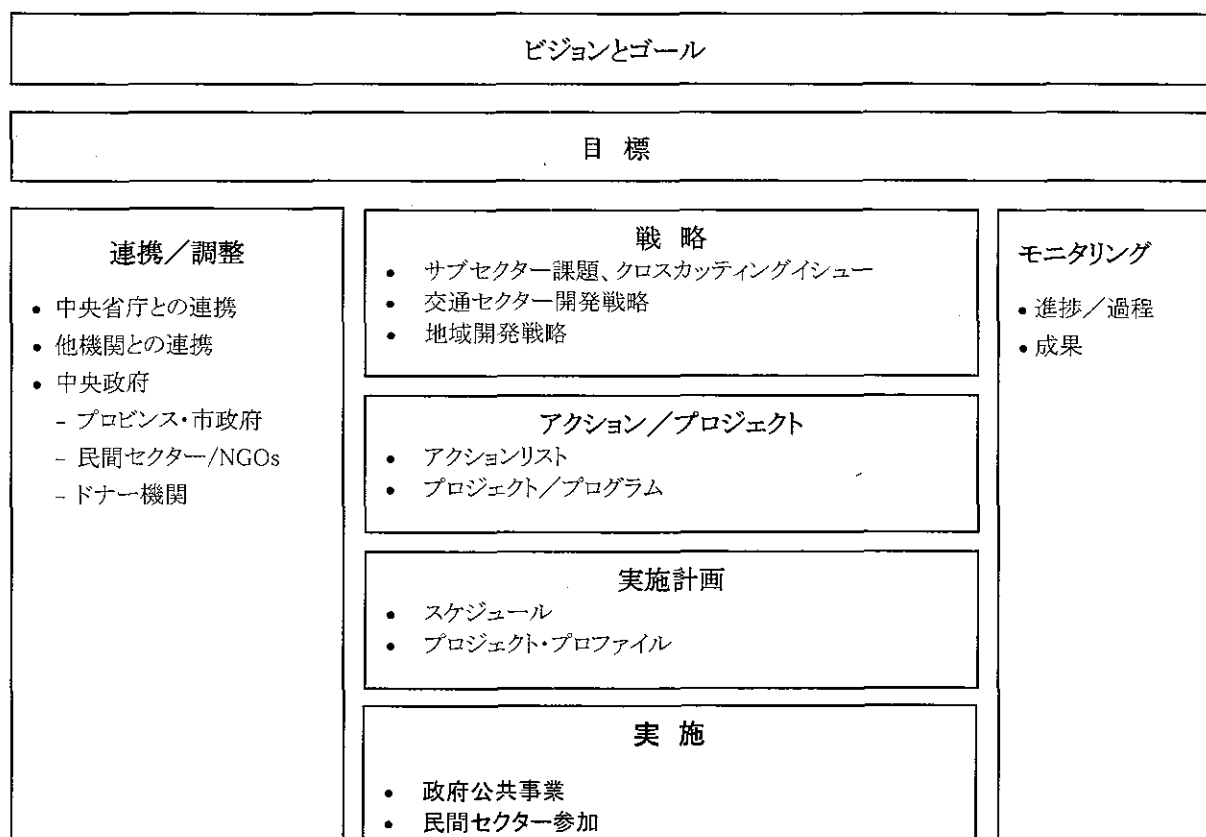 ビジョンとゴール
目 標
連携／調整
• 中央省庁との連携
• 他機関との連携
• 中央政府
－ プロビンス・市政府
－ 民間セクター/NGOs
－ ドナー機関
戦 略
• サブセクター課題、クロスカッティングイシュー
• 交通セクター開発戦略
• 地域開発戦略
アクション／プロジェクト
• アクションリスト
• プロジェクト／プログラム
実施計画
• スケジュール
• プロジェクト・プロファイル
実 施
• 政府公共事業
• 民間セクター参加
モニタリング
• 進捗／過程
• 成果